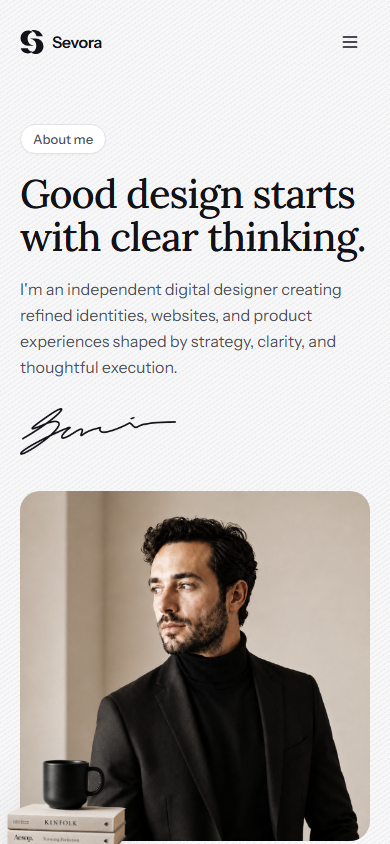 Sevora
About me
Good design starts
with clear thinking.
I'm an independent digital designer creating
refined identities, websites, and product
experiences shaped by strategy, clarity, and
thoughtful execution.
KINFOLK
Aesop.